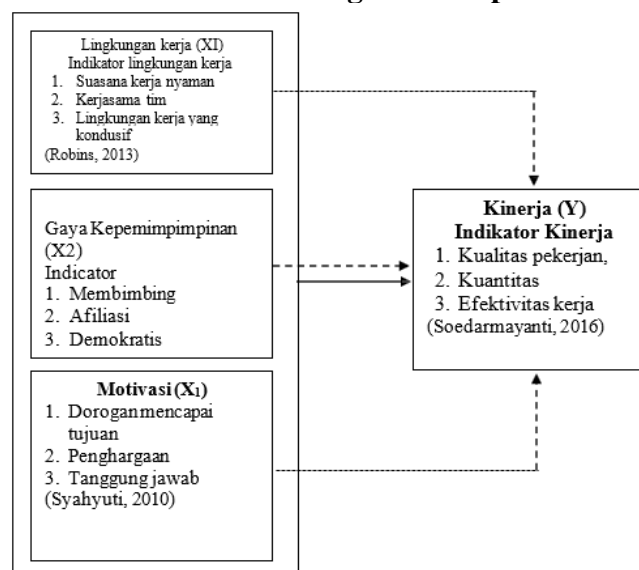 Lingkungan kerja (XI)
Indikator lingkungan kerja
1. Suasana kerja nyaman
2. Kerjasama tim
3. Lingkungan kerja yang
kondusif
(Robins, 2013)
Gaya Kepemimpimpinan
(X2)
Indicator
1. Membimbing
2. Afiliasi
3. Demokratis
Motivasi (X₁)
1. Dorogan mencapai
tujuan
2. Penghargaan
3. Tanggung jawab
(Syahyuti, 2010)
Kinerja (Y)
Indikator Kinerja
1. Kualitas pekerjan,
2. Kuantitas
3. Efektivitas kerja
(Soedarmayanti, 2016)